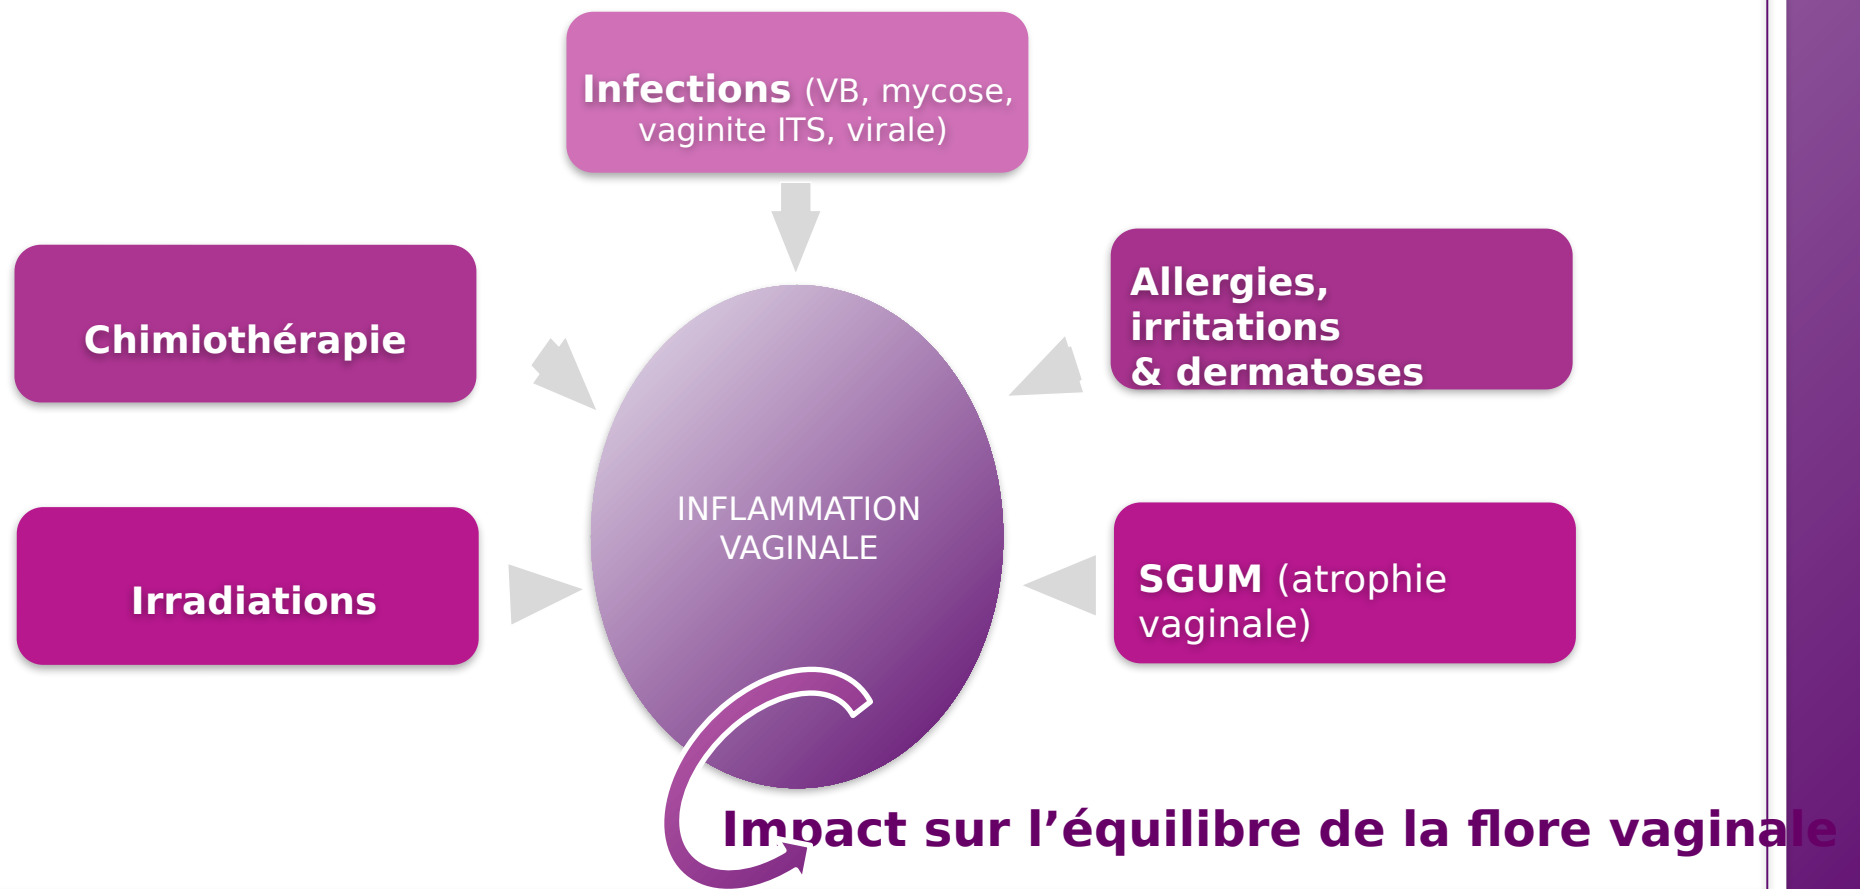 Infections (VB, mycose,
vaginite ITS, virale)
Chimiothérapie
Allergies,
irritations
& dermatoses
INFLAMMATION
VAGINALE
Irradiations
SGUM (atrophie
vaginale)
Impact sur l’équilibre de la flore vaginale